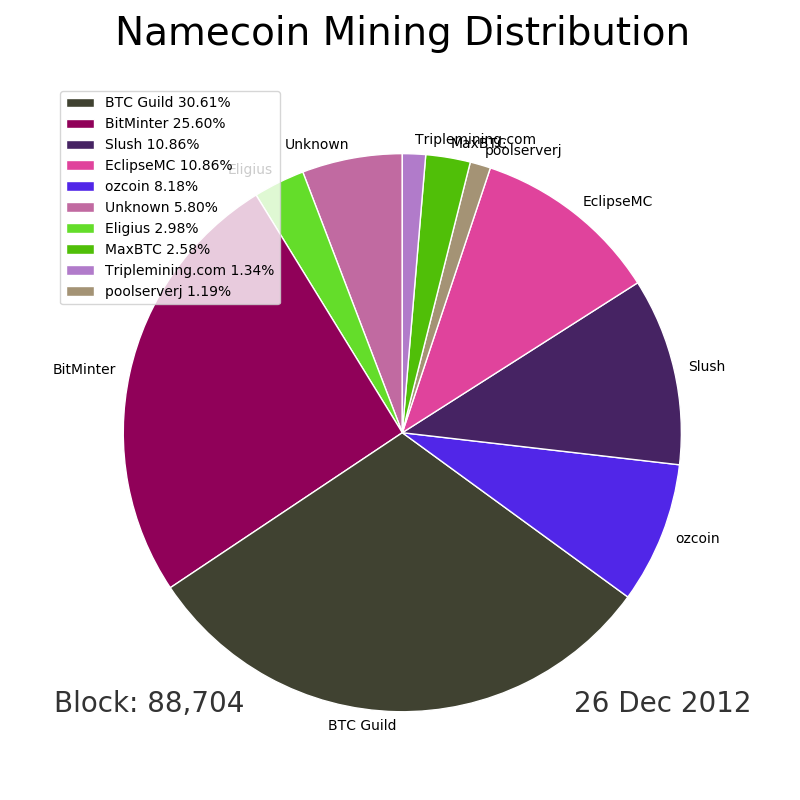 Namecoin Mining Distribution
BTC Guild 30.61%
BitMinter 25.60%
Slush 10.86%
EclipseMC 10.86%
ozcoin 8.18%
Unknown 5.80%
Eligius 2.98%
MaxBTC 2.58%
Triplemining.com 1.34%
poolserverj 1.19%
Triplemining.com
MaxBTC
poolserverj
Unknown
Eligius
EclipseMC
BitMinter
Slush
ozcoin
BTC Guild
Block: 88,704
26 Dec 2012